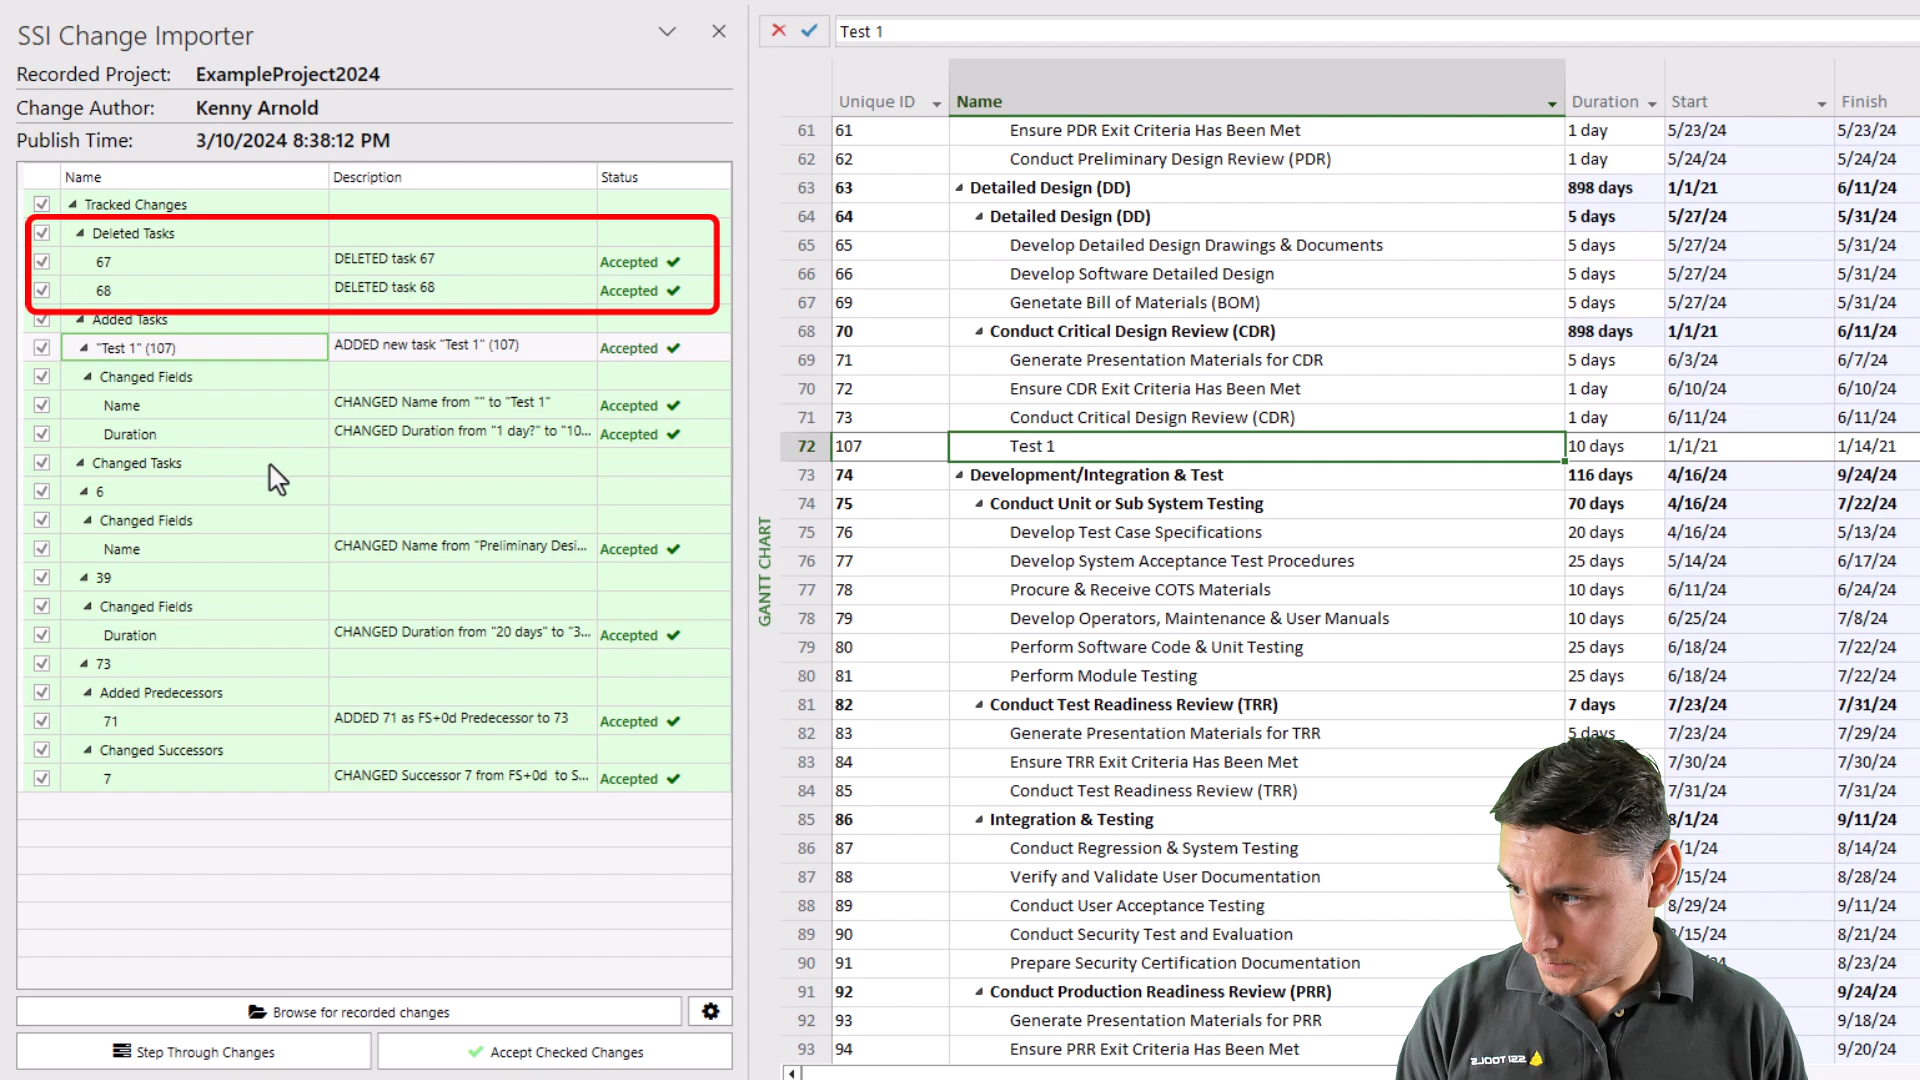 SSI Change Importer
Recorded Project: ExampleProject2024
Change Author: Kenny Arnold
Publish Time: 3/10/2024 8:38:12 PM
Name Description Status
Tracked Changes
Deleted Tasks
67 DELETED task 67 Accepted
68 DELETED task 68 Accepted
Added Tasks
"Test 1" (107) ADDED new task "Test 1" (107) Accepted
Changed Fields
Name CHANGED Name from "" to "Test 1" Accepted
Duration CHANGED Duration from "1 day?" to "10... Accepted
Changed Tasks
6
Changed Fields
Name CHANGED Name from "Preliminary Desi... Accepted
39
Changed Fields
Duration CHANGED Duration from "20 days" to "3... Accepted
73
Added Predecessors
71 ADDED 71 as FS+0d Predecessor to 73 Accepted
Changed Successors
7 CHANGED Successor 7 from FS+0d to S... Accepted
Browse for recorded changes
Step Through Changes Accept Checked Changes
Test 1
Unique ID Name Duration Start Finish
61 61 Ensure PDR Exit Criteria Has Been Met 1 day 5/23/24 5/23/24
62 62 Conduct Preliminary Design Review (PDR) 1 day 5/24/24 5/24/24
63 63 Detailed Design (DD) 898 days 1/1/21 6/11/24
64 64 Detailed Design (DD) 5 days 5/27/24 5/31/24
65 65 Develop Detailed Design Drawings & Documents 5 days 5/27/24 5/31/24
66 66 Develop Software Detailed Design 5 days 5/27/24 5/31/24
67 69 Genetate Bill of Materials (BOM) 5 days 5/27/24 5/31/24
68 70 Conduct Critical Design Review (CDR) 898 days 1/1/21 6/11/24
69 71 Generate Presentation Materials for CDR 5 days 6/3/24 6/7/24
70 72 Ensure CDR Exit Criteria Has Been Met 1 day 6/10/24 6/10/24
71 73 Conduct Critical Design Review (CDR) 1 day 6/11/24 6/11/24
72 107 Test 1 10 days 1/1/21 1/14/21
73 74 Development/Integration & Test 116 days 4/16/24 9/24/24
74 75 Conduct Unit or Sub System Testing 70 days 4/16/24 7/22/24
75 76 Develop Test Case Specifications 20 days 4/16/24 5/13/24
76 77 Develop System Acceptance Test Procedures 25 days 5/14/24 6/17/24
77 78 Procure & Receive COTS Materials 10 days 6/11/24 6/24/24
78 79 Develop Operators, Maintenance & User Manuals 10 days 6/25/24 7/8/24
79 80 Perform Software Code & Unit Testing 25 days 6/18/24 7/22/24
80 81 Perform Module Testing 25 days 6/18/24 7/22/24
81 82 Conduct Test Readiness Review (TRR) 7 days 7/23/24 7/31/24
82 83 Generate Presentation Materials for TRR 5 days 7/23/24 7/29/24
83 84 Ensure TRR Exit Criteria Has Been Met 7/30/24 7/30/24
84 85 Conduct Test Readiness Review (TRR) 7/31/24 7/31/24
85 86 Integration & Testing 8/1/24 9/11/24
86 87 Conduct Regression & System Testing /1/24 8/14/24
87 88 Verify and Validate User Documentation /15/24 8/28/24
88 89 Conduct User Acceptance Testing 8/29/24 9/11/24
89 90 Conduct Security Test and Evaluation /15/24 8/21/24
90 91 Prepare Security Certification Documentation 8/23/24
91 92 Conduct Production Readiness Review (PRR) 9/24/24
92 93 Generate Presentation Materials for PRR 9/18/24
93 94 Ensure PRR Exit Criteria Has Been Met 9/20/24
GANTT CHART
SSI TOOLS